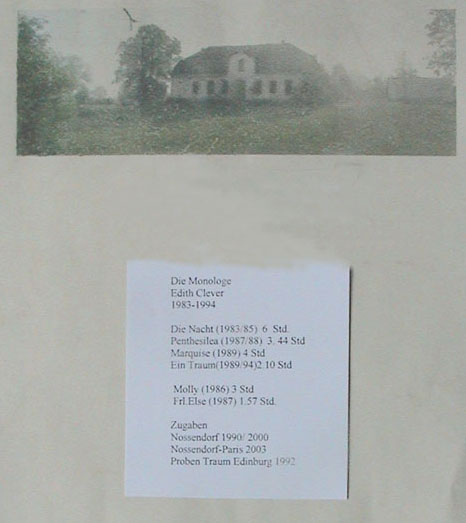 Die Monologe
Edith Clever
1983-1994
Die Nacht (1983/85) 6 Std.
Penthesilea (1987/88) 3. 44 Std
Marquise (1989) 4 Std
Ein Traum(1989/94)2 10 Std
Molly (1986) 3 Std
Frl.Else (1987) 1.57 Std.
Zugaben
Nossendorf 1990/ 2000
Nossendorf-Paris 2003
Proben Traum Edinburg 1992